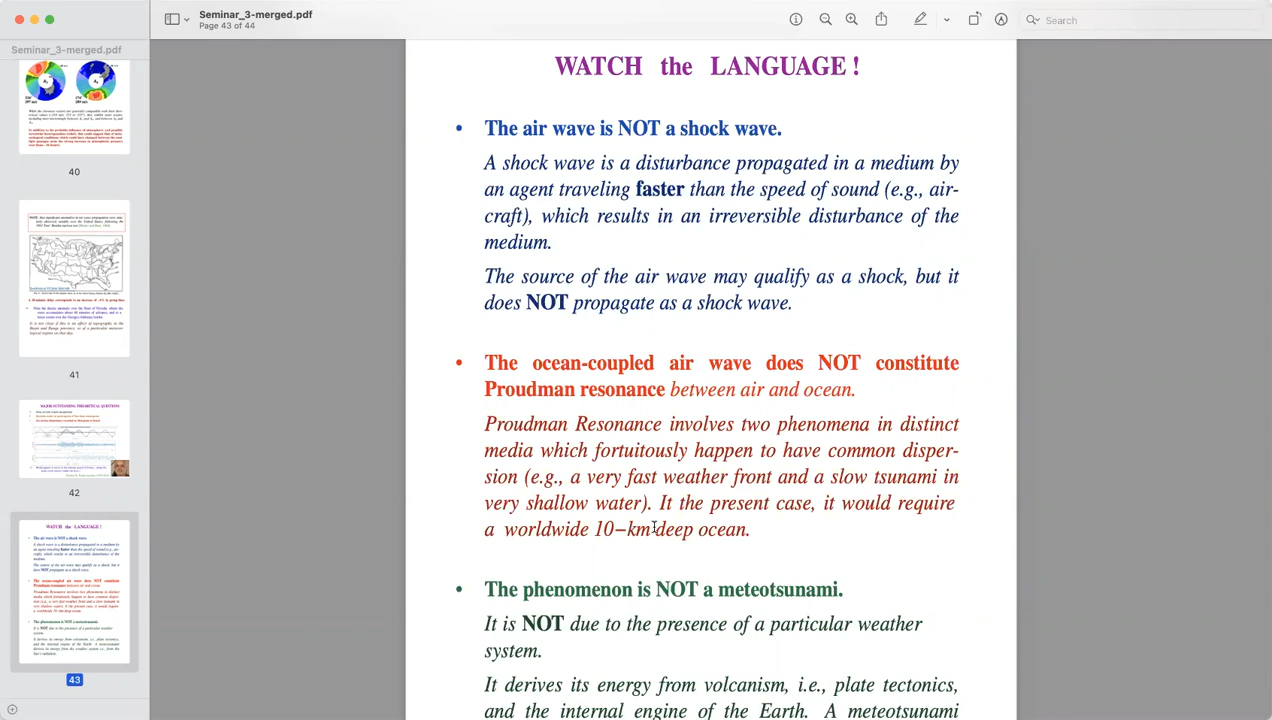 Seminar_3-merged.pdf
Page 43 of 44
Search
Seminar_3-merged.pdf
40
41
42
43
WATCH the LANGUAGE !
• The air wave is NOT a shock wave.
A shock wave is a disturbance propagated in a medium by
an agent traveling faster than the speed of sound (e.g., air-
craft), which results in an irreversible disturbance of the
medium.
The source of the air wave may qualify as a shock, but it
does NOT propagate as a shock wave.
• The ocean-coupled air wave does NOT constitute
Proudman resonance between air and ocean.
Proudman Resonance involves two phenomena in distinct
media which fortuitously happen to have common disper-
sion (e.g., a very fast weather front and a slow tsunami in
very shallow water). It the present case, it would require
a worldwide 10−km deep ocean.
• The phenomenon is NOT a meteotsunami.
It is NOT due to the presence of a particular weather
system.
It derives its energy from volcanism, i.e., plate tectonics,
and the internal engine of the Earth. A meteotsunami